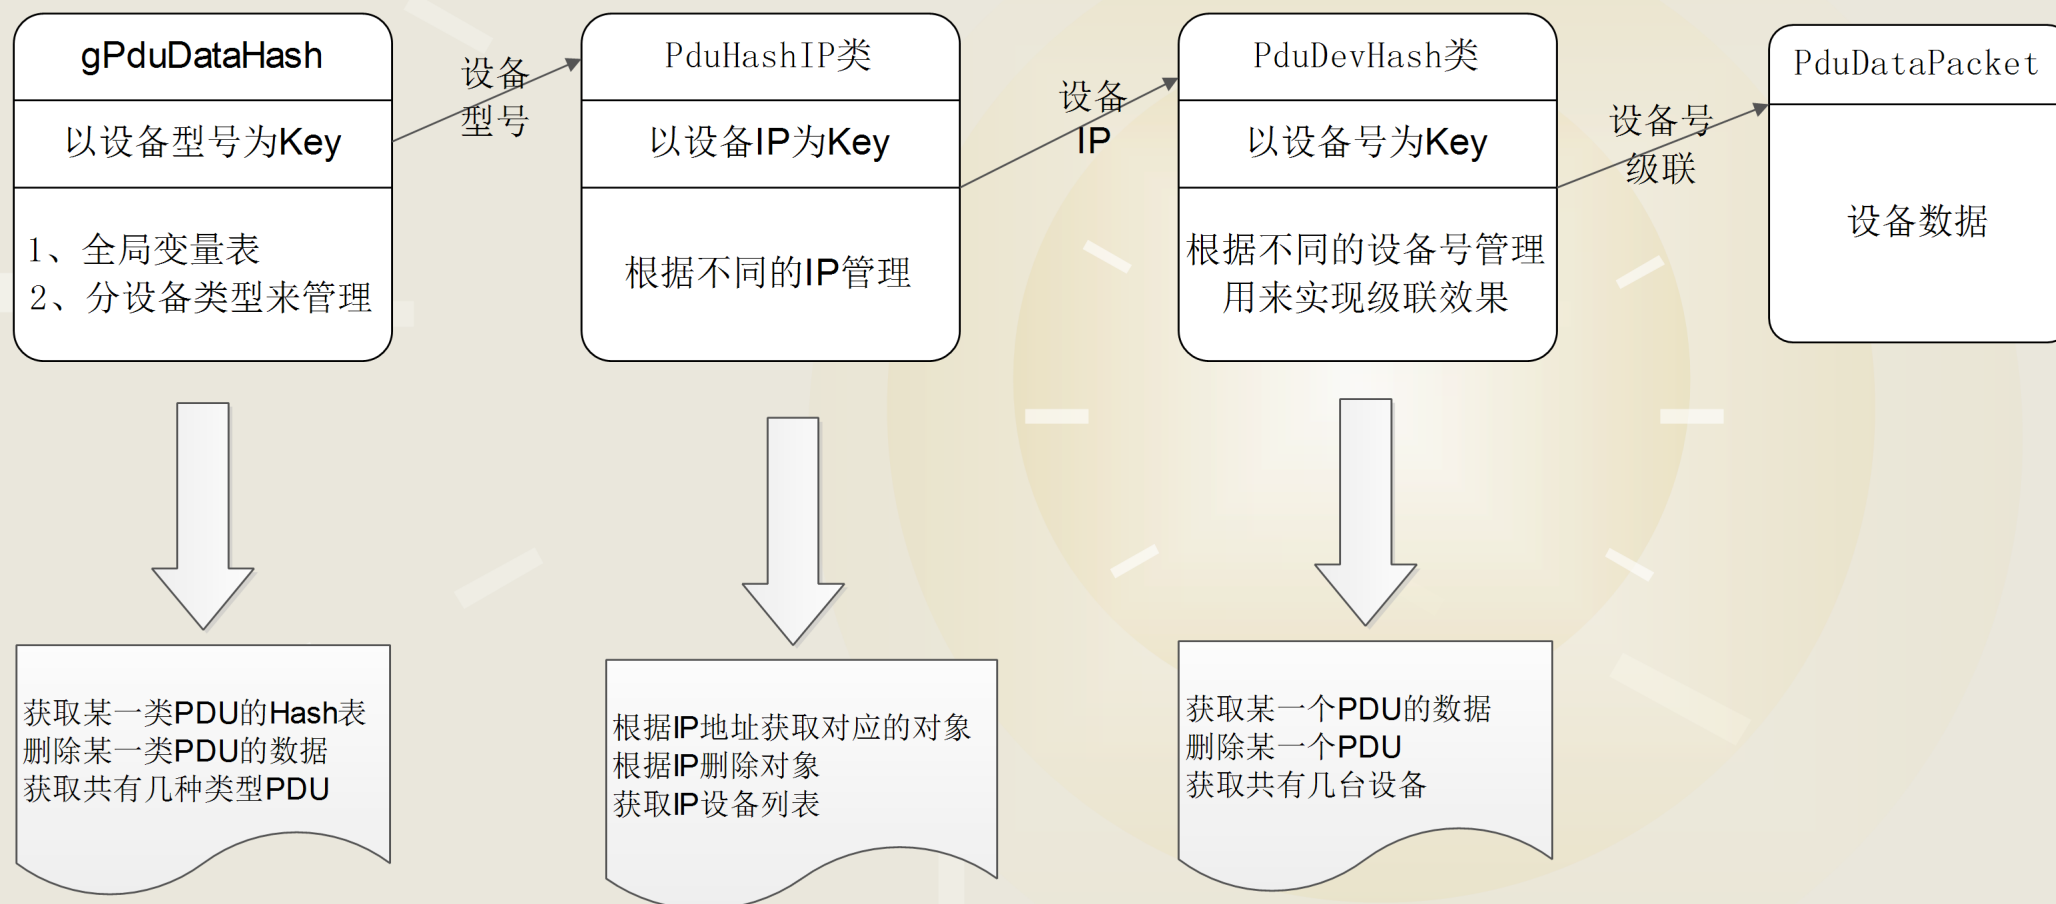 gPduDataHash
以设备型号为Key
1、全局变量表
2、分设备类型来管理
设备
型号
PduHashIP类
以设备IP为Key
根据不同的IP管理
设备
IP
PduDevHash类
以设备号为Key
根据不同的设备号管理
用来实现级联效果
设备号
级联
PduDataPacket
设备数据
获取某一类PDU的Hash表
删除某一类PDU的数据
获取共有几种类型PDU
根据IP地址获取对应的对象
根据IP删除对象
获取IP设备列表
获取某一个PDU的数据
删除某一个PDU
获取共有几台设备